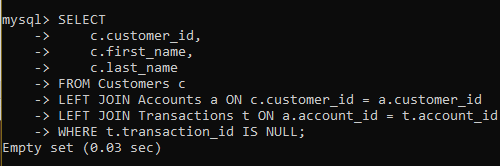 mysql> SELECT
    ->     c.customer_id,
    ->     c.first_name,
    ->     c.last_name
    -> FROM Customers c
    -> LEFT JOIN Accounts a ON c.customer_id = a.customer_id
    -> LEFT JOIN Transactions t ON a.account_id = t.account_id
    -> WHERE t.transaction_id IS NULL;
Empty set (0.03 sec)